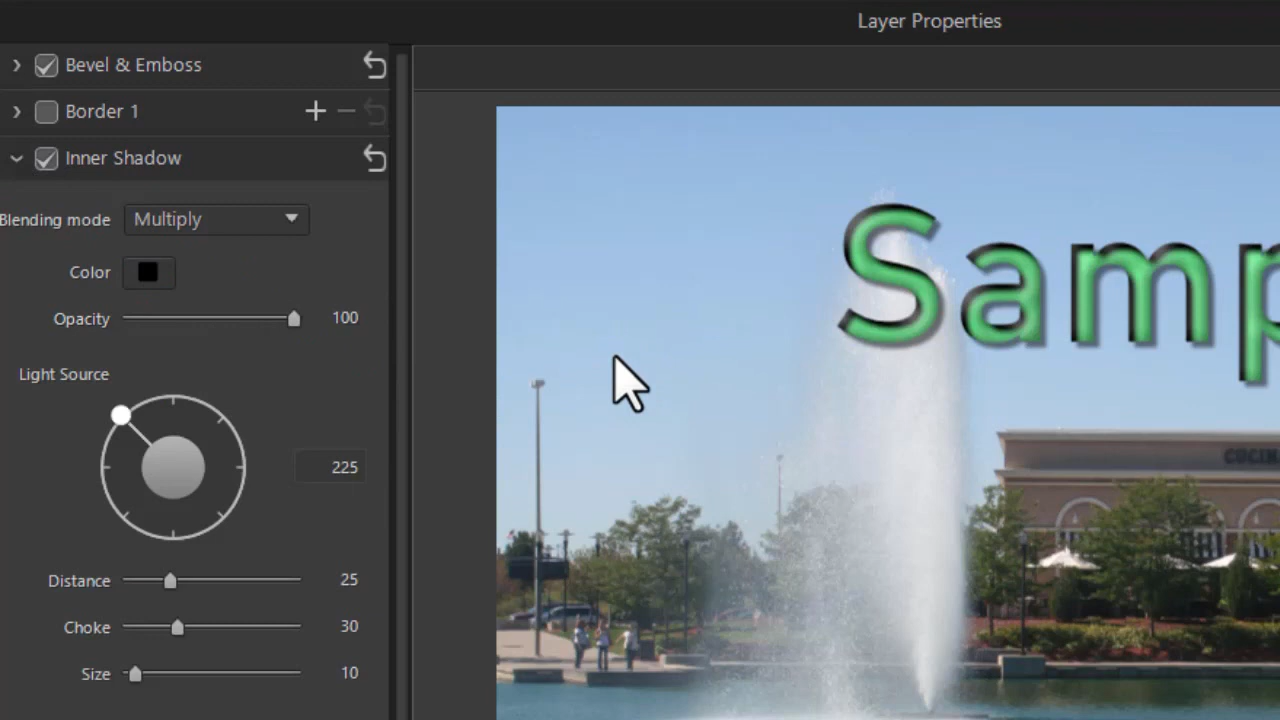 Layer Properties
Bevel & Emboss
Border 1
Inner Shadow
Blending mode Multiply
Color
Opacity 100
Light Source
225
Distance 25
Choke 30
Size 10
Samp